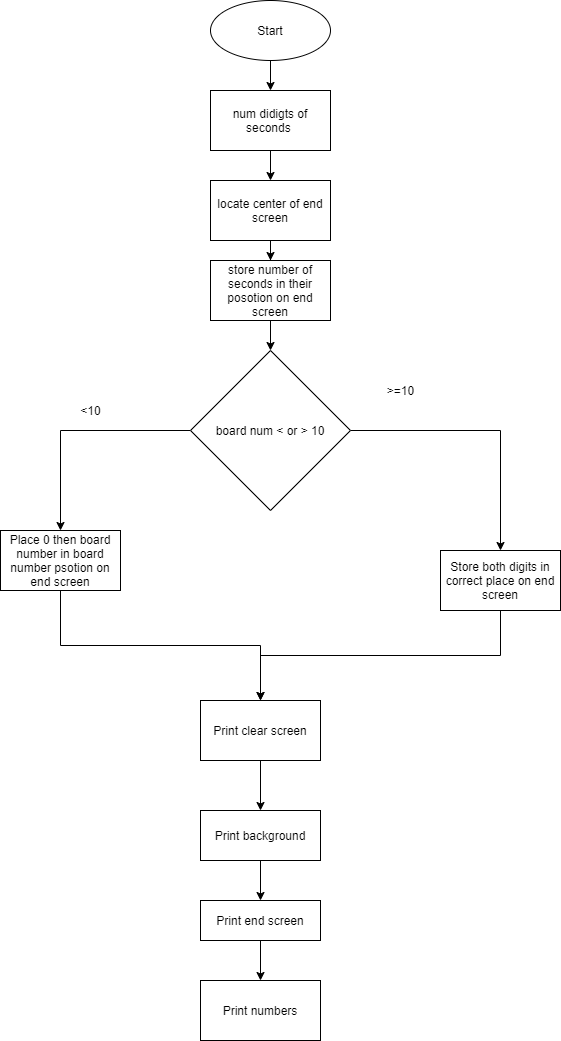 Start
num didigts of
seconds
locate center of end
screen
store number of
seconds in their
posotion on end
screen
board num < or > 10
<10
>=10
Place 0 then board
number in board
number psotion on
end screen
Store both digits in
correct place on end
screen
Print clear screen
Print background
Print end screen
Print numbers